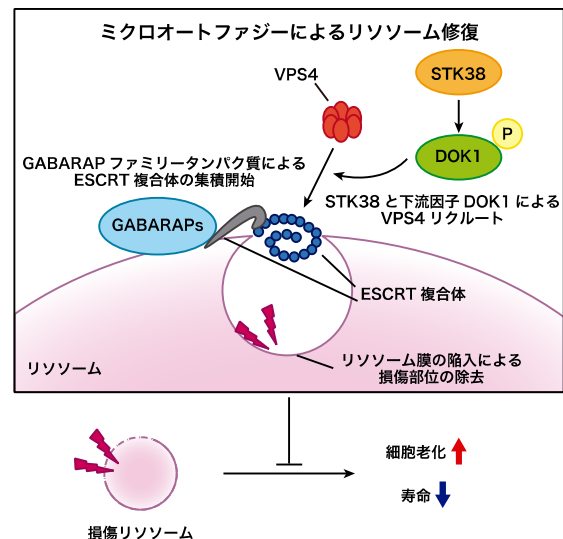 ミクロオートファジーによるリソソーム修復
VPS4
STK38
P
DOK1
GABARAP ファミリータンパク質による
ESCRT 複合体の集積開始
STK38 と下流因子 DOK1 による
VPS4 リクルート
GABARAPs
ESCRT 複合体
リソソーム
リソソーム膜の陥入による
損傷部位の除去
細胞老化
寿命
損傷リソソーム